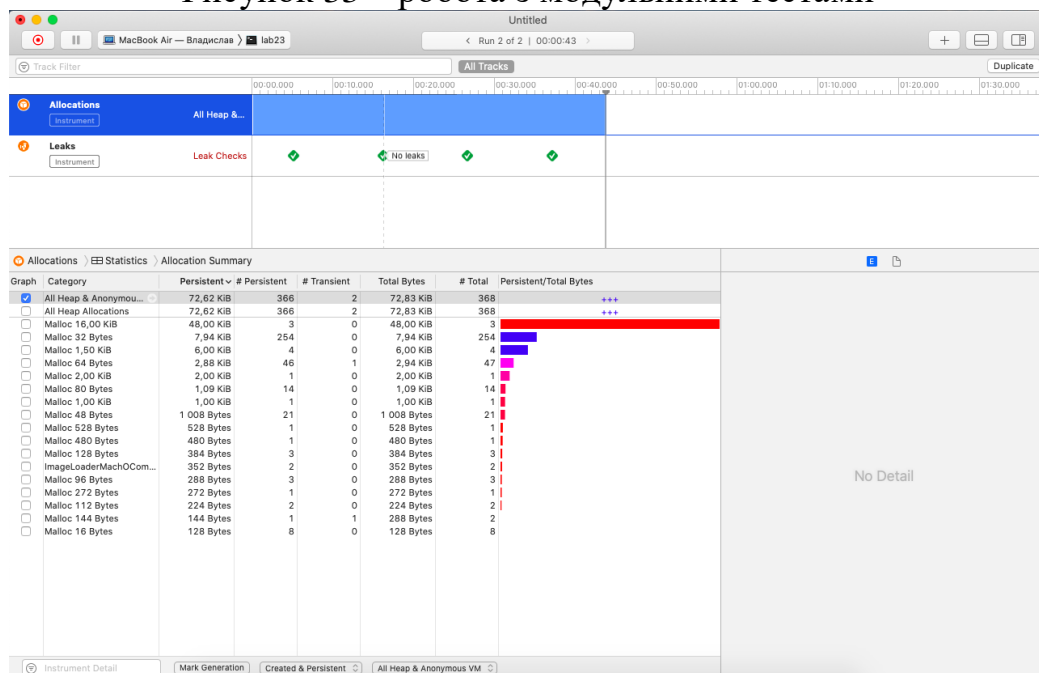 Рисунок 33 – робота з модульними тестами
Untitled
MacBook Air — Владислав 〉 lab23
Run 2 of 2 | 00:00:43
Track Filter
All Tracks
Duplicate
00:00.000 00:10.000 00:20.000 00:30.000 00:40.000 00:50.000 01:00.000 01:10.000 01:20.000 01:30.000
Allocations
Instrument
All Heap &...
Leaks
Instrument
Leak Checks
No leaks
Allocations 〉 Statistics 〉 Allocation Summary
E
Graph Category Persistent # Persistent # Transient Total Bytes # Total Persistent/Total Bytes
All Heap & Anonymou... 72,62 KiB 366 2 72,83 KiB 368 +++
All Heap Allocations 72,62 KiB 366 2 72,83 KiB 368 +++
Malloc 16,00 KiB 48,00 KiB 3 0 48,00 KiB 3
Malloc 32 Bytes 7,94 KiB 254 0 7,94 KiB 254
Malloc 1,50 KiB 6,00 KiB 4 0 6,00 KiB 4
Malloc 64 Bytes 2,88 KiB 46 1 2,94 KiB 47
Malloc 2,00 KiB 2,00 KiB 1 0 2,00 KiB 1
Malloc 80 Bytes 1,09 KiB 14 0 1,09 KiB 14
Malloc 1,00 KiB 1,00 KiB 1 0 1,00 KiB 1
Malloc 48 Bytes 1 008 Bytes 21 0 1 008 Bytes 21
Malloc 528 Bytes 528 Bytes 1 0 528 Bytes 1
Malloc 480 Bytes 480 Bytes 1 0 480 Bytes 1
Malloc 128 Bytes 384 Bytes 3 0 384 Bytes 3
ImageLoaderMachOCom... 352 Bytes 2 0 352 Bytes 2
Malloc 96 Bytes 288 Bytes 3 0 288 Bytes 3
Malloc 272 Bytes 272 Bytes 1 0 272 Bytes 1
Malloc 112 Bytes 224 Bytes 2 0 224 Bytes 2
Malloc 144 Bytes 144 Bytes 1 1 288 Bytes 2
Malloc 16 Bytes 128 Bytes 8 0 128 Bytes 8
No Detail
Instrument Detail
Mark Generation
Created & Persistent
All Heap & Anonymous VM